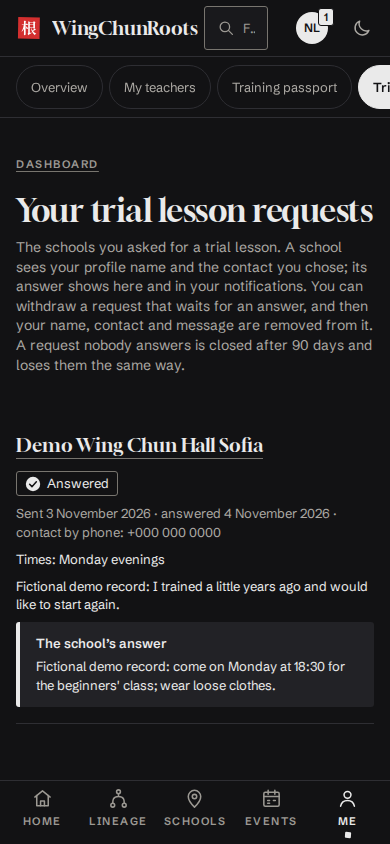 根 WingChunRoots F.. NL 1
Overview My teachers Training passport Tri
DASHBOARD
Your trial lesson requests
The schools you asked for a trial lesson. A school
sees your profile name and the contact you chose; its
answer shows here and in your notifications. You can
withdraw a request that waits for an answer, and then
your name, contact and message are removed from it.
A request nobody answers is closed after 90 days and
loses them the same way.
Demo Wing Chun Hall Sofia
Answered
Sent 3 November 2026 · answered 4 November 2026 ·
contact by phone: +000 000 0000
Times: Monday evenings
Fictional demo record: I trained a little years ago and would
like to start again.
The school’s answer
Fictional demo record: come on Monday at 18:30 for
the beginners’ class; wear loose clothes.
HOME LINEAGE SCHOOLS EVENTS ME